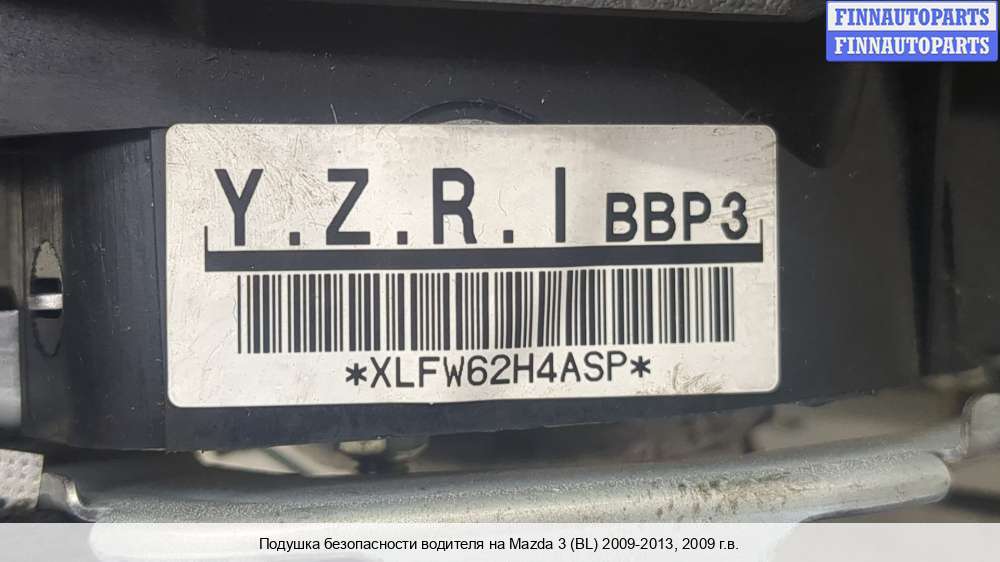 FINNAUTOPARTS
FINNAUTOPARTS
Y.Z.R.I BBP3
*XLFW62H4ASP*
Подушка безопасности водителя на Mazda 3 (BL) 2009-2013, 2009 г.в.